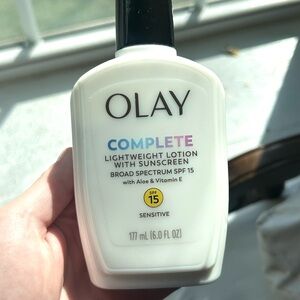 OLAY
COMPLETE
LIGHTWEIGHT LOTION
WITH SUNSCREEN
BROAD SPECTRUM SPF 15
with Aloe & Vitamin E
SPF
15
SENSITIVE
177 mL (6.0 FL OZ)